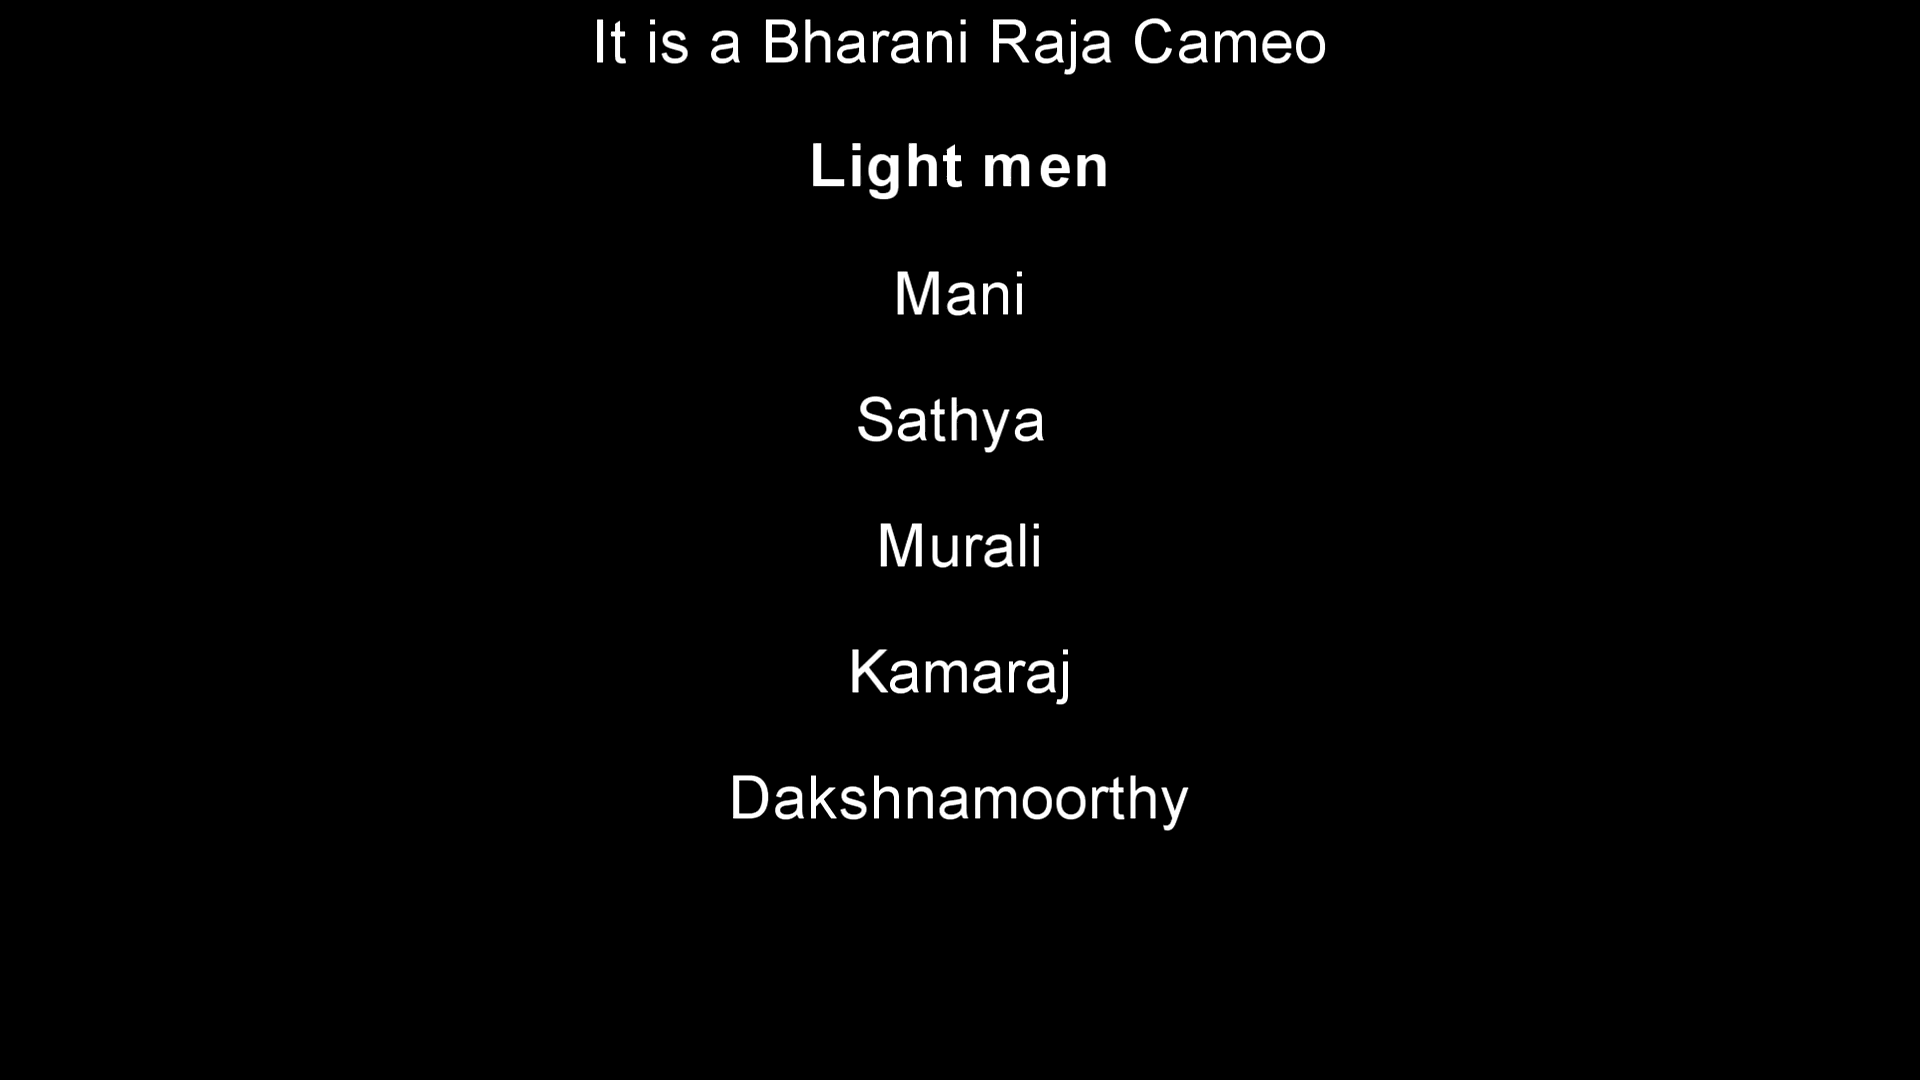 It is a Bharani Raja Cameo
Light men
Mani
Sathya
Murali
Kamaraj
Dakshnamoorthy